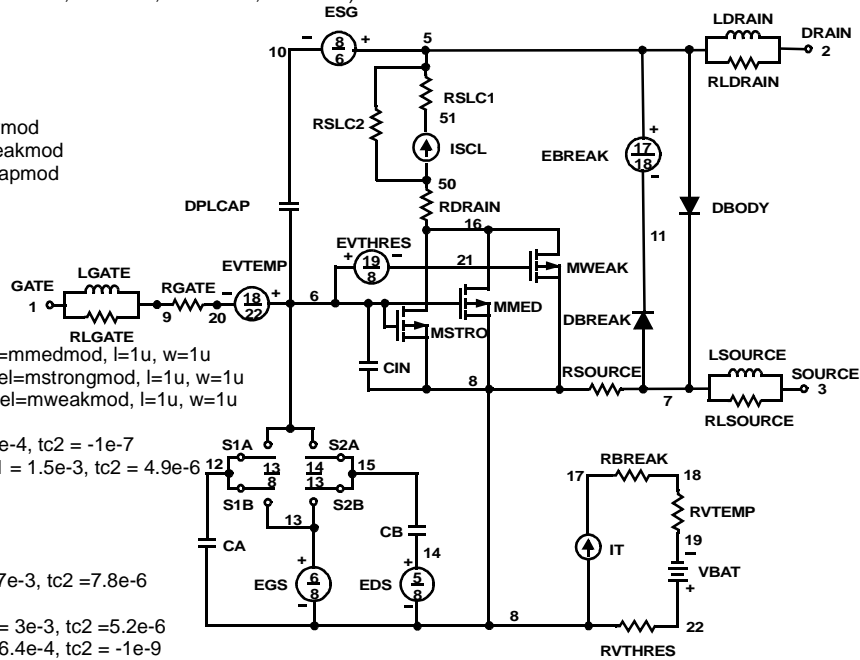 ESG
LDRAIN
DRAIN
10
8
6
5
2
RLDRAIN
RSLC1
51
RSLC2
ISCL
mod
eakmod
apmod
EBREAK
17
18
50
RDRAIN
DPLCAP
DBODY
16
11
EVTHRES
19
8
21
MWEAK
LGATE
EVTEMP
GATE
RGATE
1
18
22
6
MMED
9
20
DBREAK
MSTRO
RLGATE
LSOURCE
=mmedmod, l=1u, w=1u
CIN
8
RSOURCE
SOURCE
el=mstrongmod, l=1u, w=1u
7
3
el=mweakmod, l=1u, w=1u
RLSOURCE
e-4, tc2 = -1e-7
S1A
S2A
RBREAK
1 = 1.5e-3, tc2 = 4.9e-6
12
13
8
14
13
15
17
18
S1B
S2B
RVTEMP
13
CB
CA
14
IT
19
7e-3, tc2 =7.8e-6
EGS
6
8
EDS
5
8
VBAT
= 3e-3, tc2 =5.2e-6
8
22
6.4e-4, tc2 = -1e-9
RVTHRES